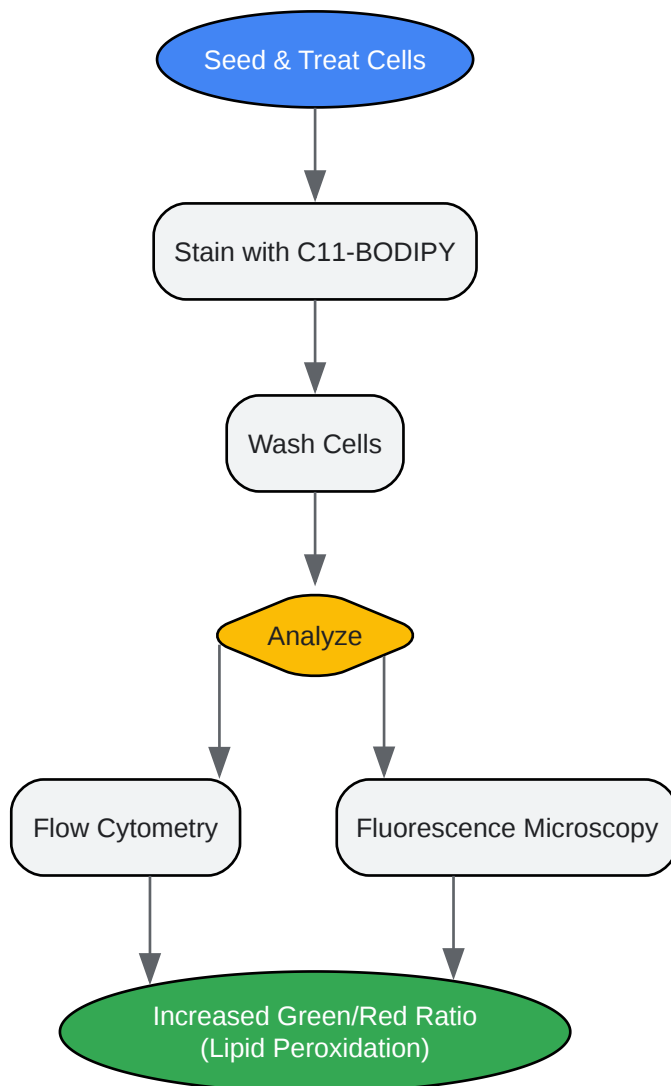 Seed & Treat Cells
Stain with C11-BODIPY
Wash Cells
Analyze
Flow Cytometry
Fluorescence Microscopy
Increased Green/Red Ratio
(Lipid Peroxidation)